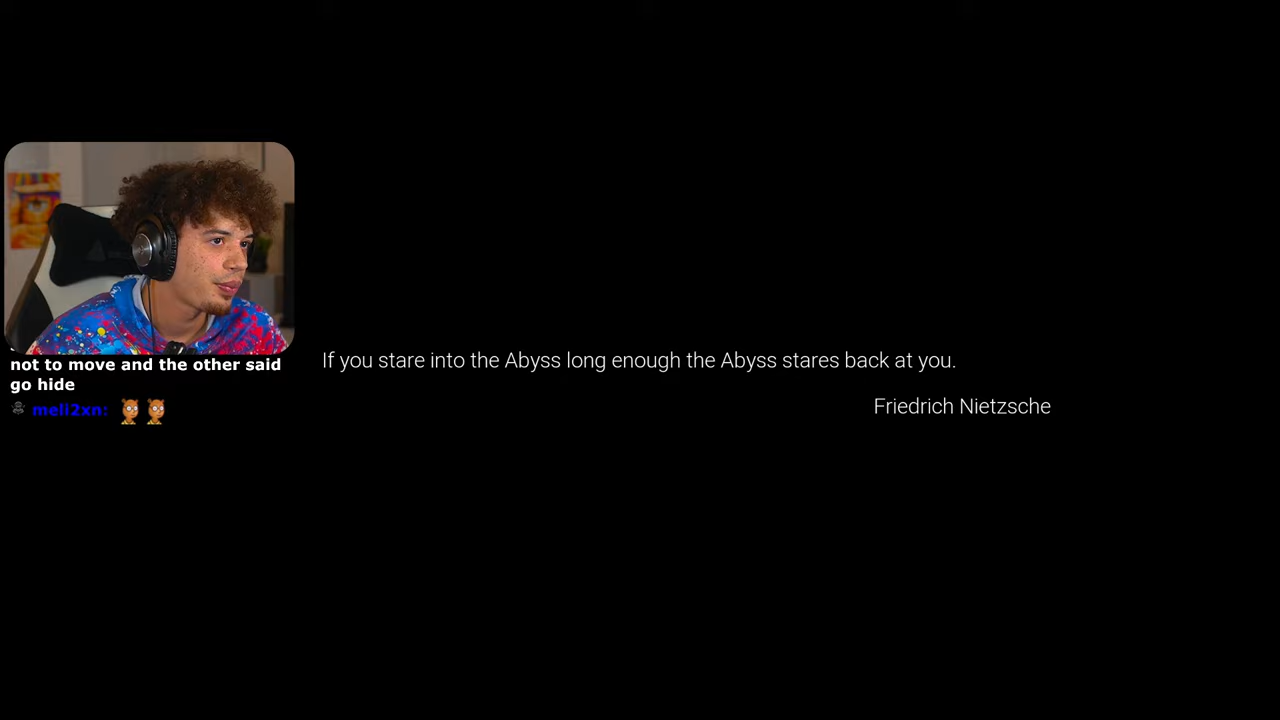 not to move and the other said
go hide
meli2xn:
If you stare into the Abyss long enough the Abyss stares back at you.
Friedrich Nietzsche